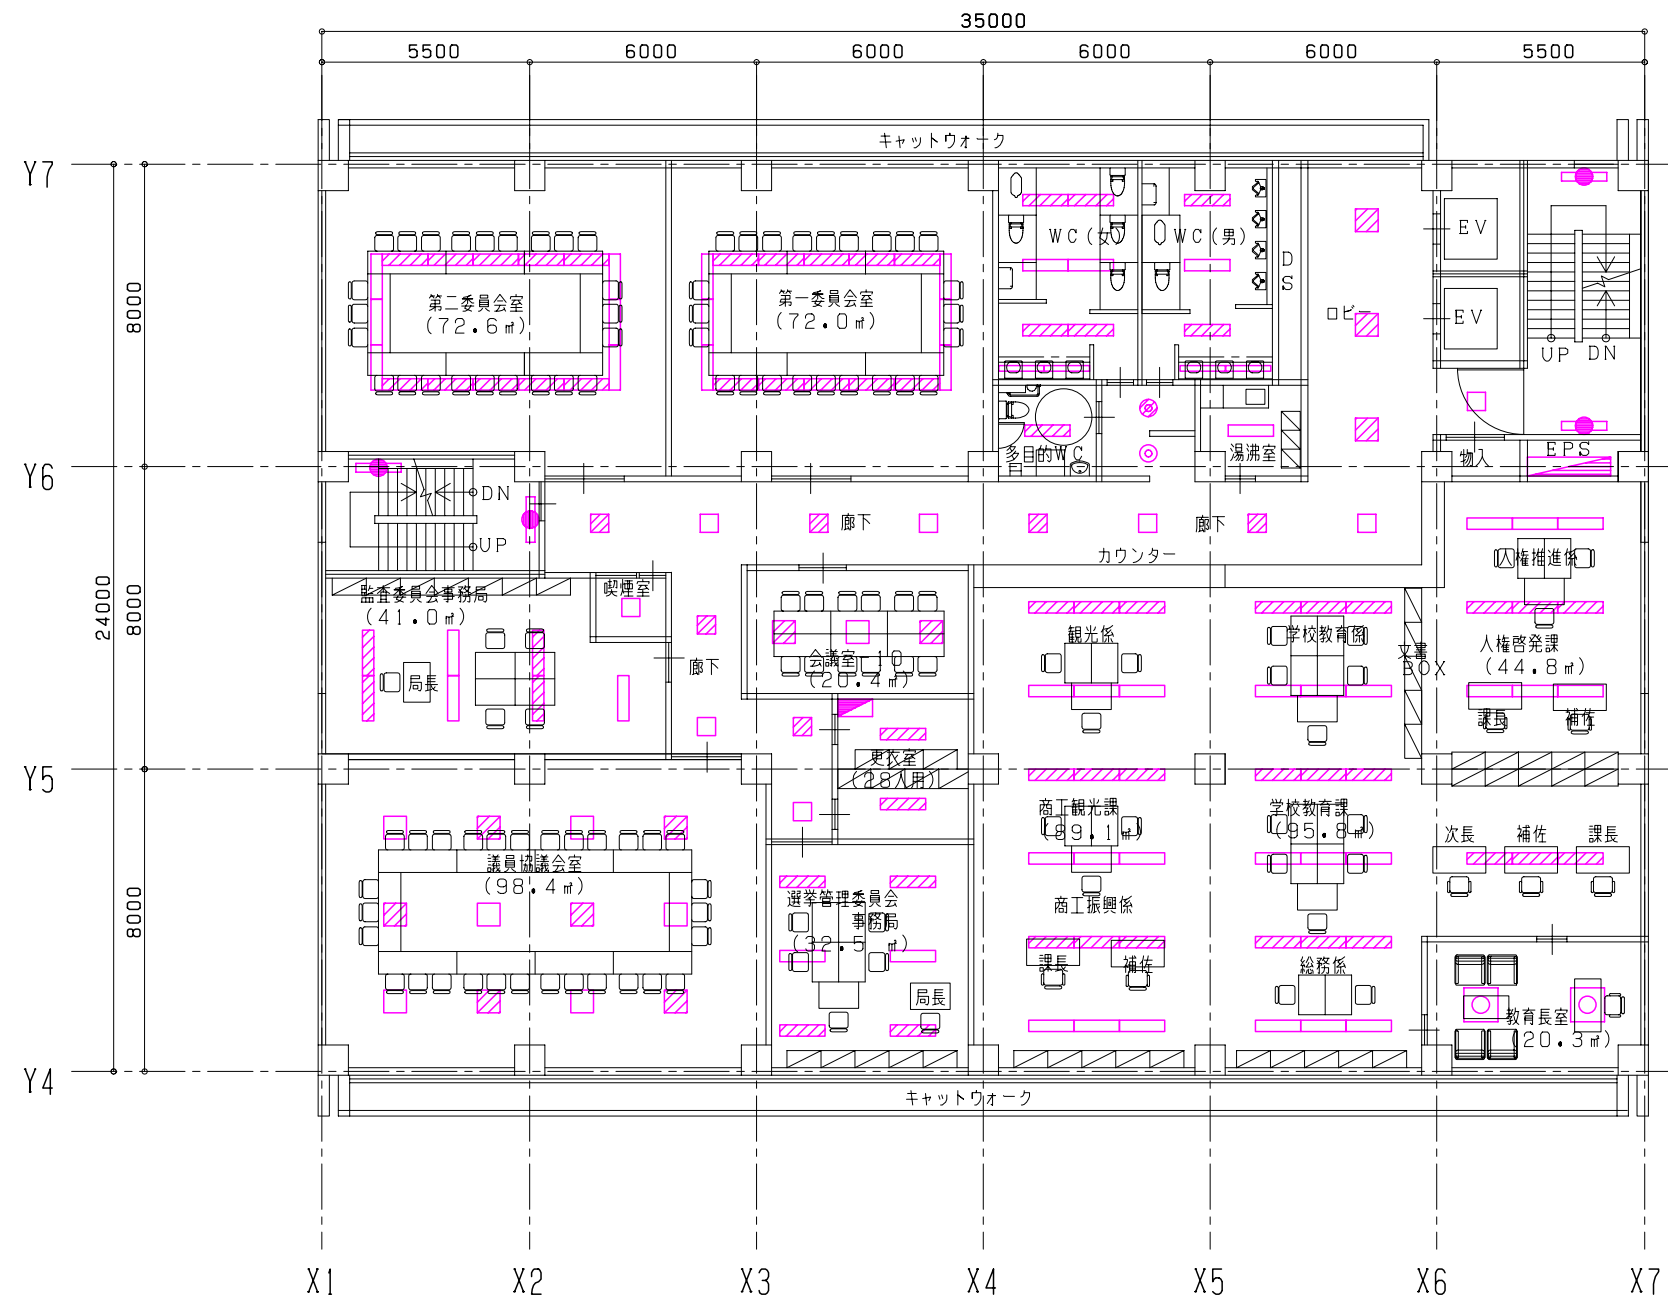 35000
5500 6000 6000 6000 6000 5500
キャットウォーク
Y7
WC(女) WC(男)
EV
DS
第二委員会室
(72.6㎡)
第一委員会室
(72.0㎡)
ロビー
EV
8000
UP DN
多目的WC
湯沸室
物入
EPS
Y6
DN
UP
廊下
廊下
カウンター
人権推進係
24000
8000
監査委員会事務局
(41.0㎡)
喫煙室
観光係
学校教育係
文書
BOX
人権啓発課
(44.8㎡)
会議室-10
(20.4㎡)
廊下
局長
課長
補佐
更衣室
(28人用)
Y5
商工観光課
(89.1㎡)
学校教育課
(95.8㎡)
次長
補佐
課長
議員協議会室
(98.4㎡)
8000
選挙管理委員会
事務局
(32.5㎡)
商工振興係
課長
補佐
総務係
局長
教育長室
(20.3㎡)
Y4
キャットウォーク
X1 X2 X3 X4 X5 X6 X7